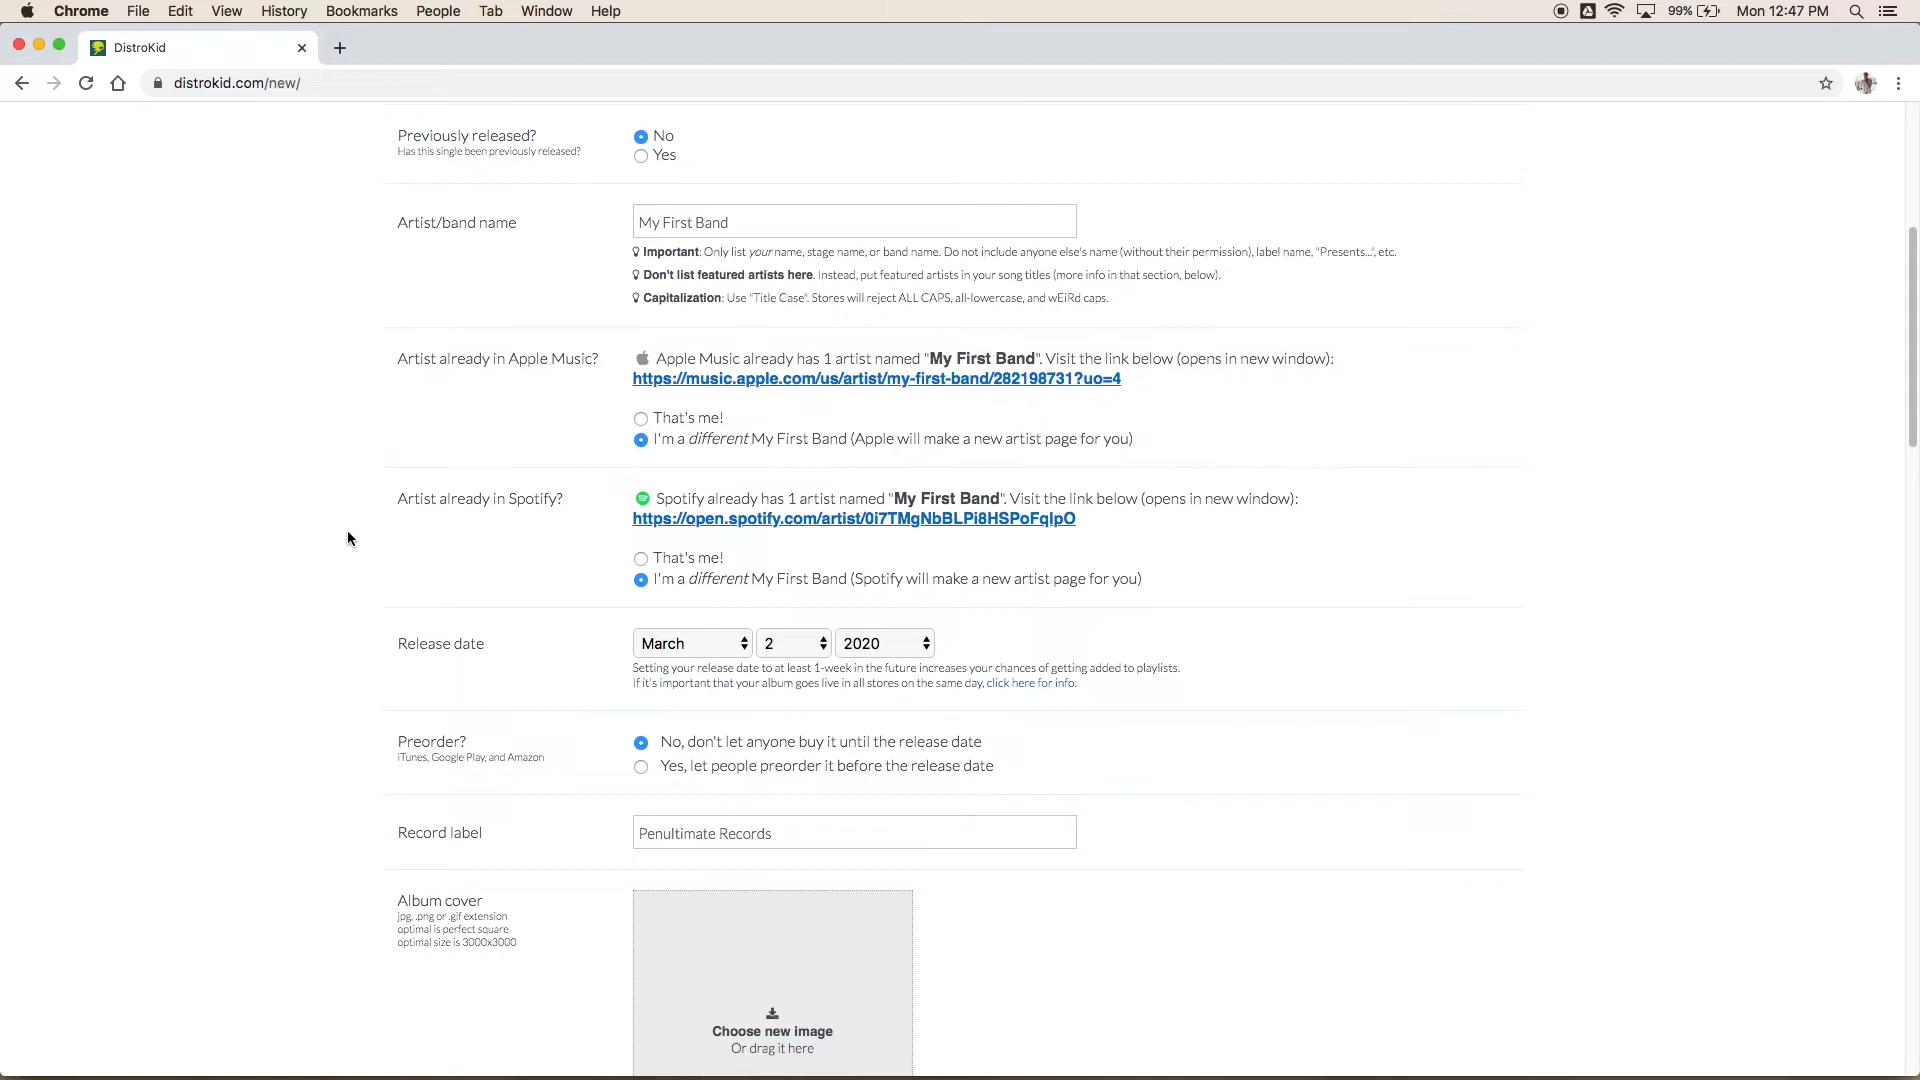 Chrome File Edit View History Bookmarks People Tab Window Help 99% Mon 12:47 PM
DistroKid
distrokid.com/new/
Previously released?
Has this single been previously released?
No
Yes
Artist/band name
My First Band
Important: Only list your name, stage name, or band name. Do not include anyone else's name (without their permission), label name, "Presents...", etc.
Don't list featured artists here. Instead, put featured artists in your song titles (more info in that section, below).
Capitalization: Use "Title Case". Stores will reject ALL CAPS, all-lowercase, and wEiRd caps.
Artist already in Apple Music?
Apple Music already has 1 artist named "My First Band". Visit the link below (opens in new window):
https://music.apple.com/us/artist/my-first-band/282198731?uo=4
That's me!
I'm a different My First Band (Apple will make a new artist page for you)
Artist already in Spotify?
Spotify already has 1 artist named "My First Band". Visit the link below (opens in new window):
https://open.spotify.com/artist/0i7TMgNbBLPi8HSPoFqlpO
That's me!
I'm a different My First Band (Spotify will make a new artist page for you)
Release date
March 2 2020
Setting your release date to at least 1-week in the future increases your chances of getting added to playlists.
If it's important that your album goes live in all stores on the same day, click here for info.
Preorder?
iTunes, Google Play, and Amazon
No, don't let anyone buy it until the release date
Yes, let people preorder it before the release date
Record label
Penultimate Records
Album cover
jpg, .png or .gif extension
optimal is perfect square
optimal size is 3000x3000
Choose new image
Or drag it here